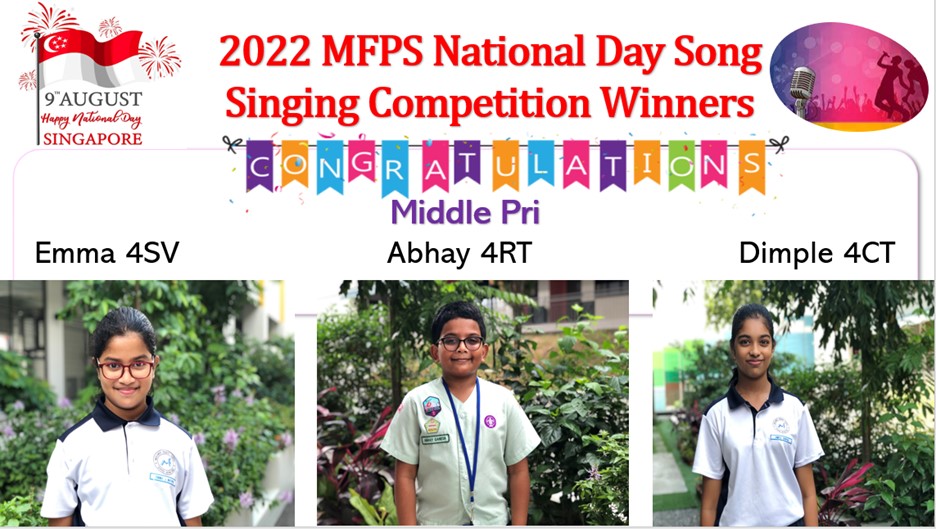 2022 MFPS National Day Song
Singing Competition Winners
9TH AUGUST
Happy National Day
SINGAPORE
CONGRATULATIONS
Middle Pri
Emma 4SV
Abhay 4RT
Dimple 4CT